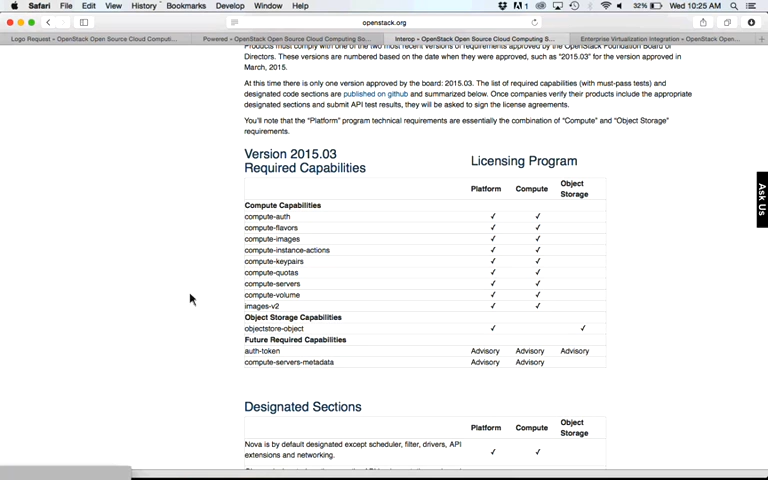 Safari File Edit View History Bookmarks Develop Window Help
1 32% Wed 10:25 AM
openstack.org
Logo Request » OpenStack Open Source Cloud Computi...
Powered » OpenStack Open Source Cloud Computing So...
Interop » OpenStack Open Source Cloud Computing S...
Enterprise Virtualization Integration » OpenStack Open...
Products must comply with one of the two most recent versions of requirements approved by the OpenStack Foundation Board of
Directors. These versions are numbered based on the date when they were approved, such as "2015.03" for the version approved in
March, 2015.
At this time there is only one version approved by the board: 2015.03. The list of required capabilities (with must-pass tests) and
designated code sections are published on github and summarized below. Once companies verify their products include the appropriate
designated sections and submit API test results, they will be asked to sign the license agreements.
You'll note that the "Platform" program technical requirements are essentially the combination of "Compute" and "Object Storage"
requirements.
Version 2015.03
Required Capabilities
Licensing Program
Platform Compute Object
Storage
Compute Capabilities
compute-auth ✓ ✓
compute-flavors ✓ ✓
compute-images ✓ ✓
compute-instance-actions ✓ ✓
compute-keypairs ✓ ✓
compute-quotas ✓ ✓
compute-servers ✓ ✓
compute-volume ✓ ✓
images-v2 ✓ ✓
Object Storage Capabilities
objectstore-object ✓ ✓
Future Required Capabilities
auth-token Advisory Advisory Advisory
compute-servers-metadata Advisory Advisory
Designated Sections
Platform Compute Object
Storage
Nova is by default designated except scheduler, filter, drivers, API
extensions and networking. ✓ ✓
Ask Us